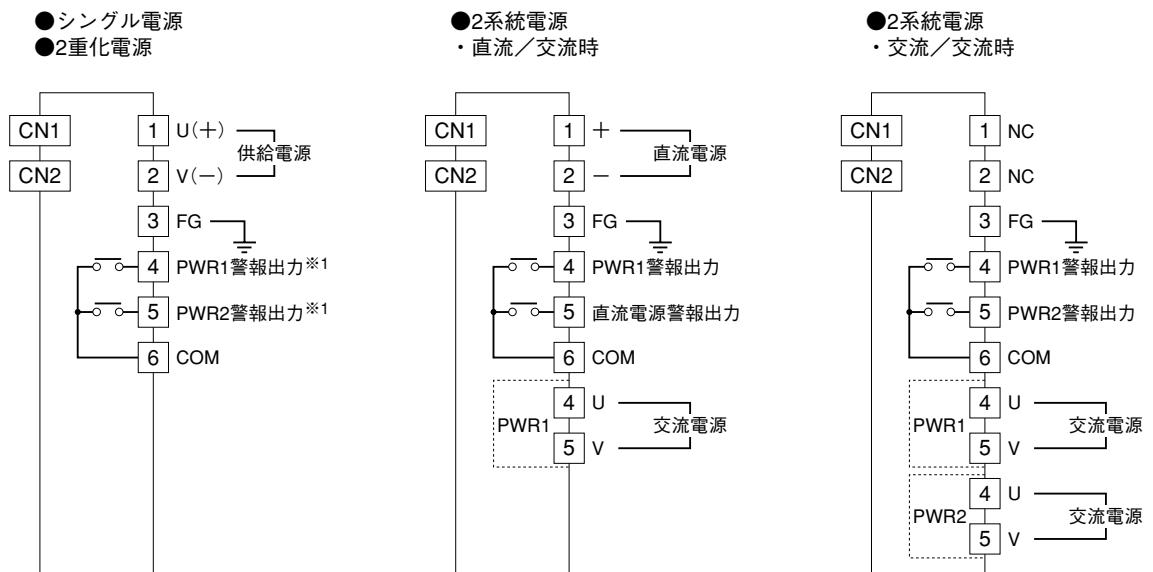 ●シングル電源
●2重化電源
CN1
CN2
1 U(+)
供給電源
2 V(−)
3 FG
4 PWR1警報出力※1
5 PWR2警報出力※1
6 COM
●2系統電源
・直流／交流時
CN1
CN2
1 +
直流電源
2 −
3 FG
4 PWR1警報出力
5 直流電源警報出力
6 COM
PWR1
4 U
交流電源
5 V
●2系統電源
・交流／交流時
CN1
CN2
1 NC
2 NC
3 FG
4 PWR1警報出力
5 PWR2警報出力
6 COM
PWR1
4 U
交流電源
5 V
PWR2
4 U
交流電源
5 V